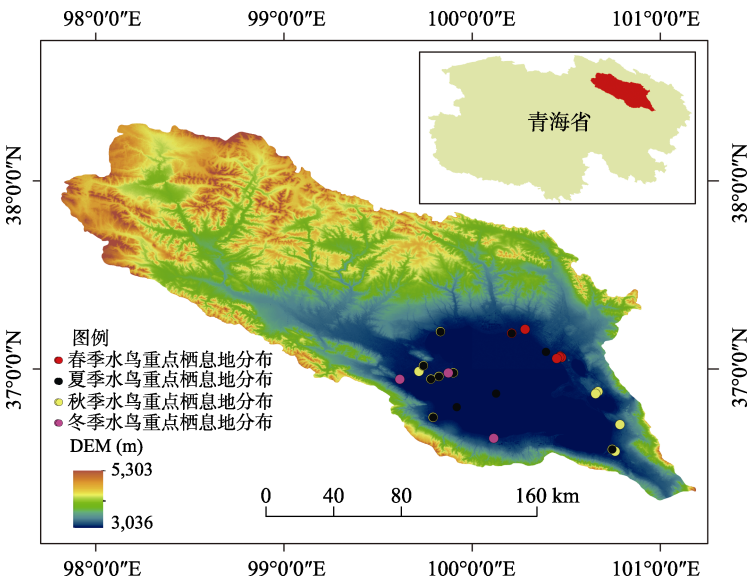 98°0′0″E 99°0′0″E 100°0′0″E 101°0′0″E
青海省
38°0′0″N 38°0′0″N
37°0′0″N 37°0′0″N
图例
春季水鸟重点栖息地分布
夏季水鸟重点栖息地分布
秋季水鸟重点栖息地分布
冬季水鸟重点栖息地分布
DEM (m)
5,303
3,036
0 40 80 160 km
98°0′0″E 99°0′0″E 100°0′0″E 101°0′0″E